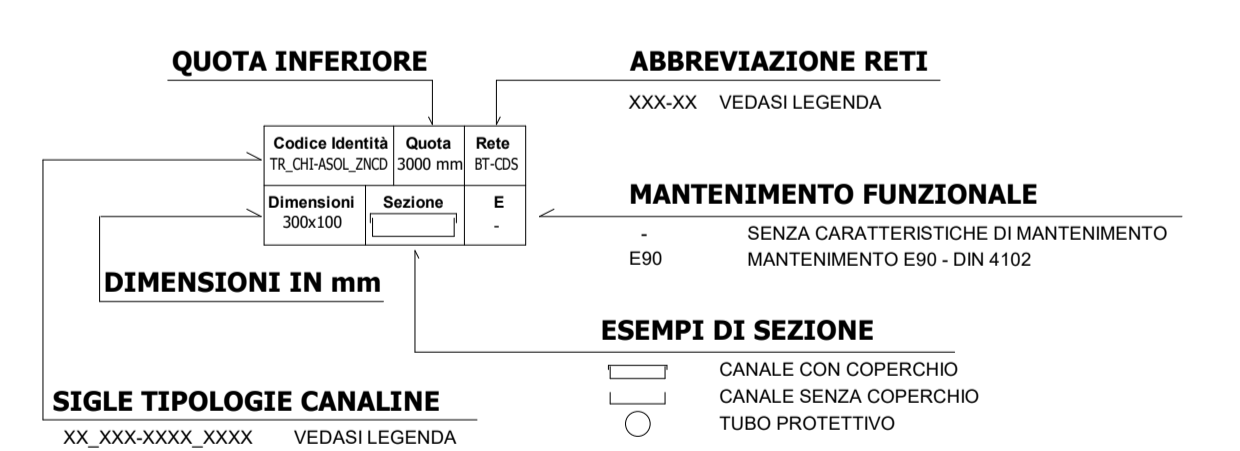 QUOTA INFERIORE
ABBREVIAZIONE RETI
XXX-XX VEDASI LEGENDA
Codice Identità Quota Rete
TR_CHI-ASOL_ZNCD 3000 mm BT-CDS
Dimensioni Sezione E
300x100 -
MANTENIMENTO FUNZIONALE
- SENZA CARATTERISTICHE DI MANTENIMENTO
E90 MANTENIMENTO E90 - DIN 4102
DIMENSIONI IN mm
ESEMPI DI SEZIONE
CANALE CON COPERCHIO
CANALE SENZA COPERCHIO
TUBO PROTETTIVO
SIGLE TIPOLOGIE CANALINE
XX_XXX-XXXX_XXXX VEDASI LEGENDA